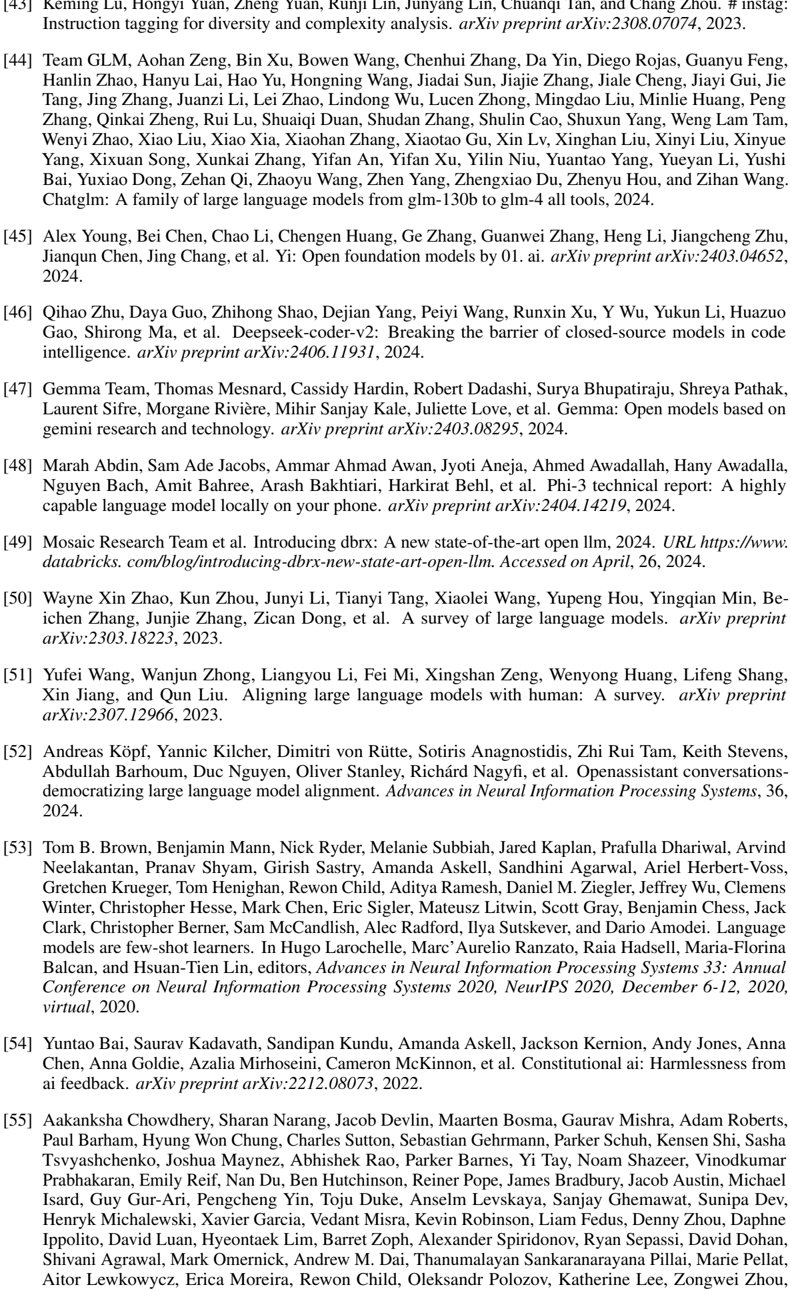 [43] Keming Lu, Hongyi Yuan, Zheng Yuan, Runji Lin, Junyang Lin, Chuanqi Tan, and Chang Zhou. # instag:
Instruction tagging for diversity and complexity analysis. arXiv preprint arXiv:2308.07074, 2023.
[44] Team GLM, Aohan Zeng, Bin Xu, Bowen Wang, Chenhui Zhang, Da Yin, Diego Rojas, Guanyu Feng,
Hanlin Zhao, Hanyu Lai, Hao Yu, Hongning Wang, Jiadai Sun, Jiajie Zhang, Jiale Cheng, Jiayi Gui, Jie
Tang, Jing Zhang, Juanzi Li, Lei Zhao, Lindong Wu, Lucen Zhong, Mingdao Liu, Minlie Huang, Peng
Zhang, Qinkai Zheng, Rui Lu, Shuaiqi Duan, Shudan Zhang, Shulin Cao, Shuxun Yang, Weng Lam Tam,
Wenyi Zhao, Xiao Liu, Xiao Xia, Xiaohan Zhang, Xiaotao Gu, Xin Lv, Xinghan Liu, Xinyi Liu, Xinyue
Yang, Xixuan Song, Xunkai Zhang, Yifan An, Yifan Xu, Yilin Niu, Yuantao Yang, Yueyan Li, Yushi
Bai, Yuxiao Dong, Zehan Qi, Zhaoyu Wang, Zhen Yang, Zhengxiao Du, Zhenyu Hou, and Zihan Wang.
Chatglm: A family of large language models from glm-130b to glm-4 all tools, 2024.
[45] Alex Young, Bei Chen, Chao Li, Chengen Huang, Ge Zhang, Guanwei Zhang, Heng Li, Jiangcheng Zhu,
Jianqun Chen, Jing Chang, et al. Yi: Open foundation models by 01. ai. arXiv preprint arXiv:2403.04652,
2024.
[46] Qihao Zhu, Daya Guo, Zhihong Shao, Dejian Yang, Peiyi Wang, Runxin Xu, Y Wu, Yukun Li, Huazuo
Gao, Shirong Ma, et al. Deepseek-coder-v2: Breaking the barrier of closed-source models in code
intelligence. arXiv preprint arXiv:2406.11931, 2024.
[47] Gemma Team, Thomas Mesnard, Cassidy Hardin, Robert Dadashi, Surya Bhupatiraju, Shreya Pathak,
Laurent Sifre, Morgane Rivière, Mihir Sanjay Kale, Juliette Love, et al. Gemma: Open models based on
gemini research and technology. arXiv preprint arXiv:2403.08295, 2024.
[48] Marah Abdin, Sam Ade Jacobs, Ammar Ahmad Awan, Jyoti Aneja, Ahmed Awadallah, Hany Awadalla,
Nguyen Bach, Amit Bahree, Arash Bakhtiari, Harkirat Behl, et al. Phi-3 technical report: A highly
capable language model locally on your phone. arXiv preprint arXiv:2404.14219, 2024.
[49] Mosaic Research Team et al. Introducing dbrx: A new state-of-the-art open llm, 2024. URL https://www.
databricks. com/blog/introducing-dbrx-new-state-art-open-llm. Accessed on April, 26, 2024.
[50] Wayne Xin Zhao, Kun Zhou, Junyi Li, Tianyi Tang, Xiaolei Wang, Yupeng Hou, Yingqian Min, Be-
ichen Zhang, Junjie Zhang, Zican Dong, et al. A survey of large language models. arXiv preprint
arXiv:2303.18223, 2023.
[51] Yufei Wang, Wanjun Zhong, Liangyou Li, Fei Mi, Xingshan Zeng, Wenyong Huang, Lifeng Shang,
Xin Jiang, and Qun Liu. Aligning large language models with human: A survey. arXiv preprint
arXiv:2307.12966, 2023.
[52] Andreas Köpf, Yannic Kilcher, Dimitri von Rütte, Sotiris Anagnostidis, Zhi Rui Tam, Keith Stevens,
Abdullah Barhoum, Duc Nguyen, Oliver Stanley, Richárd Nagyfi, et al. Openassistant conversations-
democratizing large language model alignment. Advances in Neural Information Processing Systems, 36,
2024.
[53] Tom B. Brown, Benjamin Mann, Nick Ryder, Melanie Subbiah, Jared Kaplan, Prafulla Dhariwal, Arvind
Neelakantan, Pranav Shyam, Girish Sastry, Amanda Askell, Sandhini Agarwal, Ariel Herbert-Voss,
Gretchen Krueger, Tom Henighan, Rewon Child, Aditya Ramesh, Daniel M. Ziegler, Jeffrey Wu, Clemens
Winter, Christopher Hesse, Mark Chen, Eric Sigler, Mateusz Litwin, Scott Gray, Benjamin Chess, Jack
Clark, Christopher Berner, Sam McCandlish, Alec Radford, Ilya Sutskever, and Dario Amodei. Language
models are few-shot learners. In Hugo Larochelle, Marc'Aurelio Ranzato, Raia Hadsell, Maria-Florina
Balcan, and Hsuan-Tien Lin, editors, Advances in Neural Information Processing Systems 33: Annual
Conference on Neural Information Processing Systems 2020, NeurIPS 2020, December 6-12, 2020,
virtual, 2020.
[54] Yuntao Bai, Saurav Kadavath, Sandipan Kundu, Amanda Askell, Jackson Kernion, Andy Jones, Anna
Chen, Anna Goldie, Azalia Mirhoseini, Cameron McKinnon, et al. Constitutional ai: Harmlessness from
ai feedback. arXiv preprint arXiv:2212.08073, 2022.
[55] Aakanksha Chowdhery, Sharan Narang, Jacob Devlin, Maarten Bosma, Gaurav Mishra, Adam Roberts,
Paul Barham, Hyung Won Chung, Charles Sutton, Sebastian Gehrmann, Parker Schuh, Kensen Shi, Sasha
Tsvyashchenko, Joshua Maynez, Abhishek Rao, Parker Barnes, Yi Tay, Noam Shazeer, Vinodkumar
Prabhakaran, Emily Reif, Nan Du, Ben Hutchinson, Reiner Pope, James Bradbury, Jacob Austin, Michael
Isard, Guy Gur-Ari, Pengcheng Yin, Toju Duke, Anselm Levskaya, Sanjay Ghemawat, Sunipa Dev,
Henryk Michalewski, Xavier Garcia, Vedant Misra, Kevin Robinson, Liam Fedus, Denny Zhou, Daphne
Ippolito, David Luan, Hyeontaek Lim, Barret Zoph, Alexander Spiridonov, Ryan Sepassi, David Dohan,
Shivani Agrawal, Mark Omernick, Andrew M. Dai, Thanumalayan Sankaranarayana Pillai, Marie Pellat,
Aitor Lewkowycz, Erica Moreira, Rewon Child, Oleksandr Polozov, Katherine Lee, Zongwei Zhou,